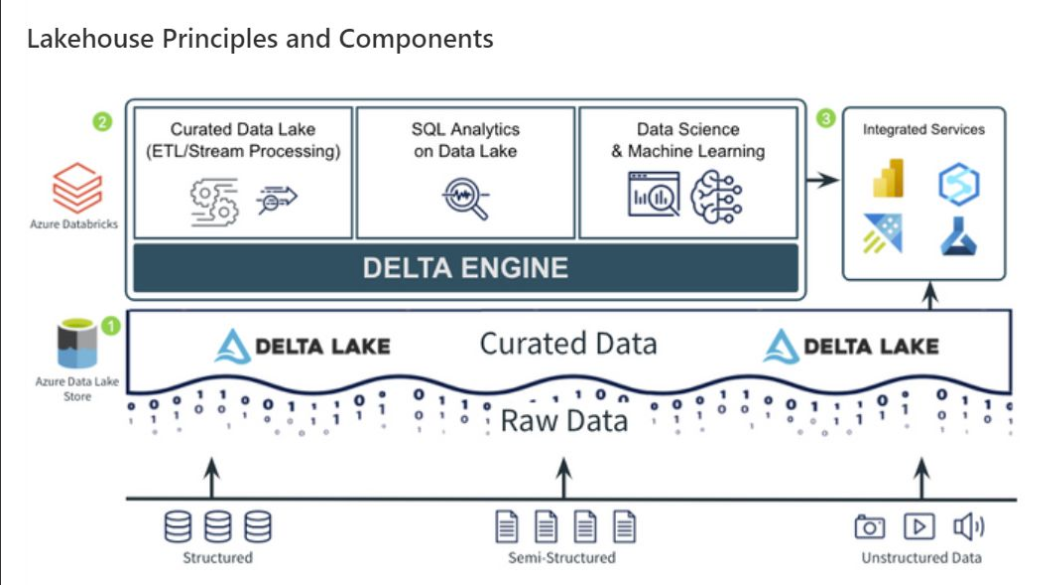 Lakehouse Principles and Components
2
Curated Data Lake
(ETL/Stream Processing)
SQL Analytics
on Data Lake
Data Science
& Machine Learning
3
Integrated Services
Azure Databricks
DELTA ENGINE
1
DELTA LAKE
Curated Data
DELTA LAKE
Azure Data Lake
Store
Raw Data
Structured
Semi-Structured
Unstructured Data